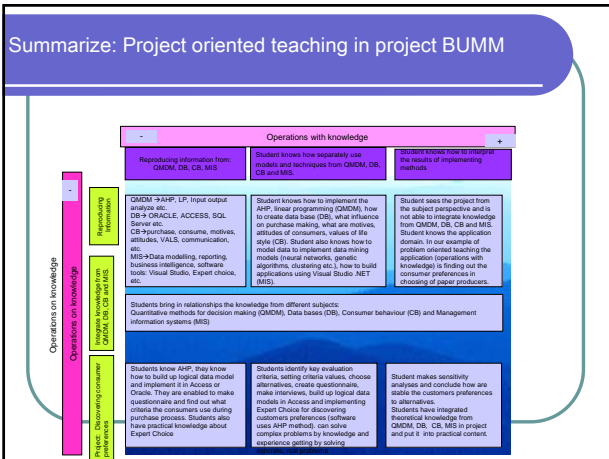 Summarize: Project oriented teaching in project BUMM
-
Operations with knowledge
+
Reproducing information from:
QMDM, DB, CB, MIS
Student knows how separately use
models and techniques from QMDM, DB,
CB and MIS.
Student knows how to interpret
the results of implementing
methods
-
Operations on knowledge
Operations on knowledge
Reproducing
Information
QMDM →AHP, LP, Input output
analyze etc.
DB→ ORACLE, ACCESS, SQL
Server etc.
CB→purchase, consume, motives,
attitudes, VALS, communication,
etc.
MIS→Data modelling, reporting,
business intelligence, software
tools: Visual Studio, Expert choice,
etc.
Student knows how to implement the
AHP, linear programming (QMDM), how
to create data base (DB), what influence
on purchase making, what are motives,
attitudes of consumers, values of life
style (CB). Student also knows how to
model data to implement data mining
models (neural networks, genetic
algorithms, clustering etc.), how to build
applications using Visual Studio .NET
(MIS).
Student sees the project from
the subject perspective and is
not able to integrate knowledge
from QMDM, DB, CB and MIS.
Student knows the application
domain. In our example of
problem oriented teaching the
application (operations with
knowledge) is finding out the
consumer preferences in
choosing of paper producers.
Integrate knowledge from
QMDM, DB, CB and MIS.
Students bring in relationships the knowledge from different subjects:
Quantitative methods for decision making (QMDM), Data bases (DB), Consumer behaviour (CB) and Management
information systems (MIS)
Project: Discovering consumer
preferences
Students know AHP, they know
how to build up logical data model
and implement it in Access or
Oracle. They are enabled to make
questionnaire and find out what
criteria the consumers use during
purchase process. Students also
have practical knowledge about
Expert Choice
Students identify key evaluation
criteria, setting criteria values, choose
alternatives, create questionnaire,
make interviews, build up logical data
models in Access and implementing
Expert Choice for discovering
customers preferences (software
uses AHP method). can solve
complex problems by knowledge and
experience getting by solving
concrete, real problems
Student makes sensitivity
analyses and conclude how are
stable the customers preferences
to alternatives.
Students have integrated
theoretical knowledge from
QMDM, DB, CB, MIS in project
and put it into practical content.